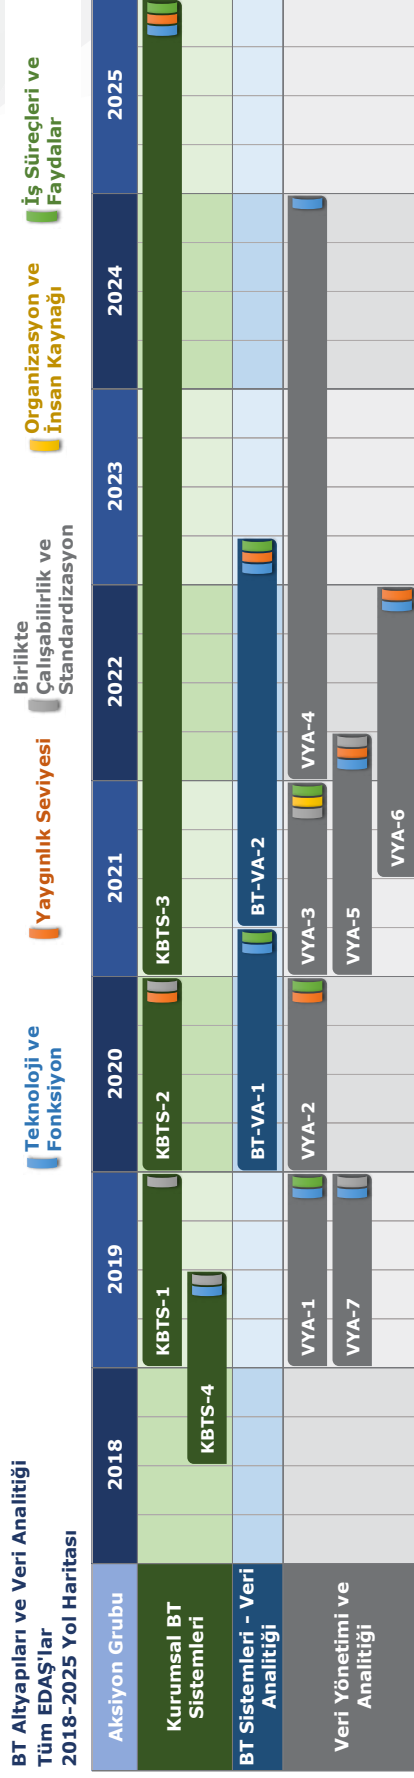 BT Altyapıları ve Veri Analitiği
Tüm EDAŞ'lar
2018-2025 Yol Haritası
Teknoloji ve
Fonksiyon
Yaygınlık Seviyesi
Birlikte
Çalışabilirlik ve
Standardizasyon
Organizasyon ve
İnsan Kaynağı
İş Süreçleri ve
Faydalar
Aksiyon Grubu
2018
2019
2020
2021
2022
2023
2024
2025
Kurumsal BT
Sistemleri
KBTS-1
KBTS-2
KBTS-3
KBTS-4
BT Sistemleri - Veri
Analitiği
BT-VA-1
BT-VA-2
Veri Yönetimi ve
Analitiği
VYA-1
VYA-2
VYA-3
VYA-4
VYA-7
VYA-5
VYA-6